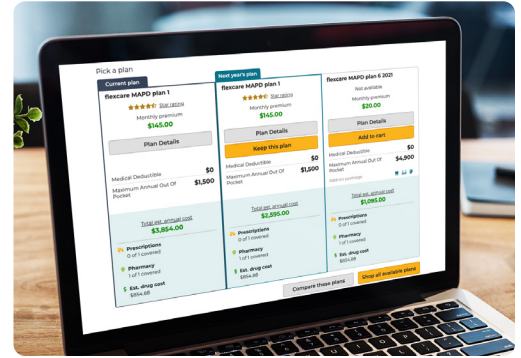 Pick a plan
Current plan
flexcare MAPD plan 1
Star rating
Monthly premium
$145.00
Plan Details
Medical Deductible $0
Maximum Annual Out Of Pocket $1,500
Total est. annual cost
$3,854.00
Prescriptions
0 of 1 covered
Pharmacy
1 of 1 covered
Est. drug cost
$854.88
Next year's plan
flexcare MAPD plan 1
Star rating
Monthly premium
$145.00
Plan Details
Keep this plan
Medical Deductible $0
Maximum Annual Out Of Pocket $1,500
Total est. annual cost
$2,595.00
Prescriptions
0 of 1 covered
Pharmacy
1 of 1 covered
Est. drug cost
$854.88
flexcare MAPD plan 6 2021
Not available
Monthly premium
$20.00
Plan Details
Add to cart
Medical Deductible $0
Maximum Annual Out Of Pocket $4,900
Total est. annual cost
$1,095.00
Prescriptions
0 of 1 covered
Pharmacy
1 of 1 covered
Est. drug cost
$854.88
Compare these plans
Shop all available plans